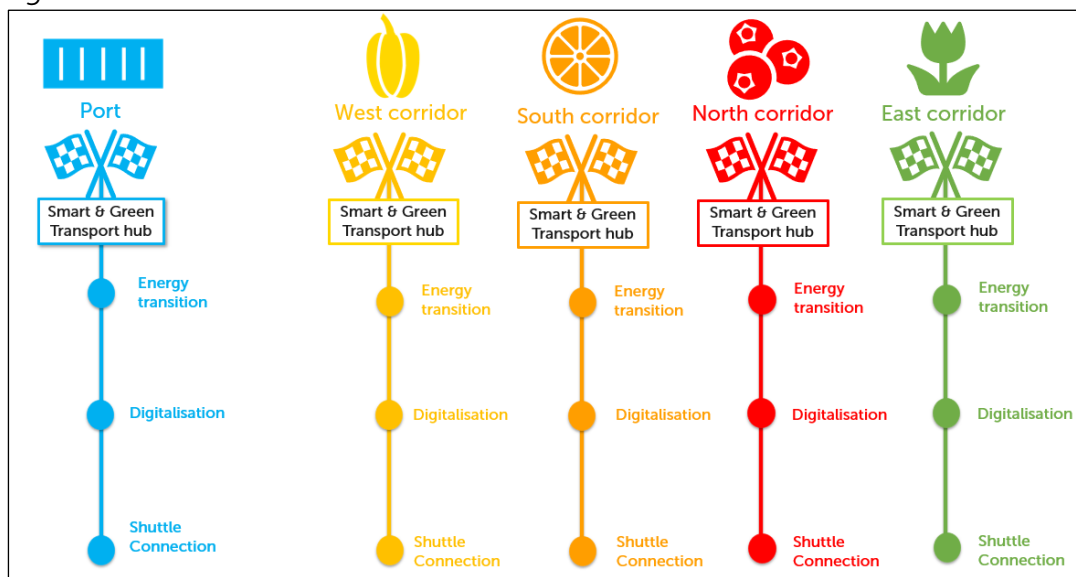 Port
West corridor
South corridor
North corridor
East corridor
Smart & Green
Transport hub
Smart & Green
Transport hub
Smart & Green
Transport hub
Smart & Green
Transport hub
Smart & Green
Transport hub
Energy
transition
Energy
transition
Energy
transition
Energy
transition
Energy
transition
Digitalisation
Digitalisation
Digitalisation
Digitalisation
Digitalisation
Shuttle
Connection
Shuttle
Connection
Shuttle
Connection
Shuttle
Connection
Shuttle
Connection